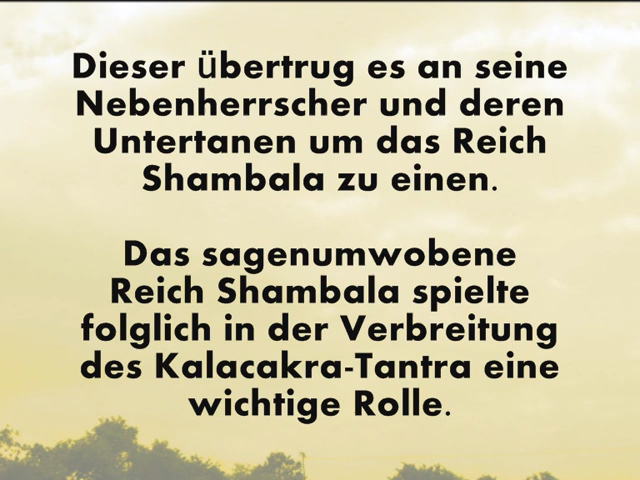 Dieser übertrug es an seine
Nebenherrscher und deren
Untertanen um das Reich
Shambala zu einen.
Das sagenumwobene
Reich Shambala spielte
folglich in der Verbreitung
des Kalacakra-Tantra eine
wichtige Rolle.